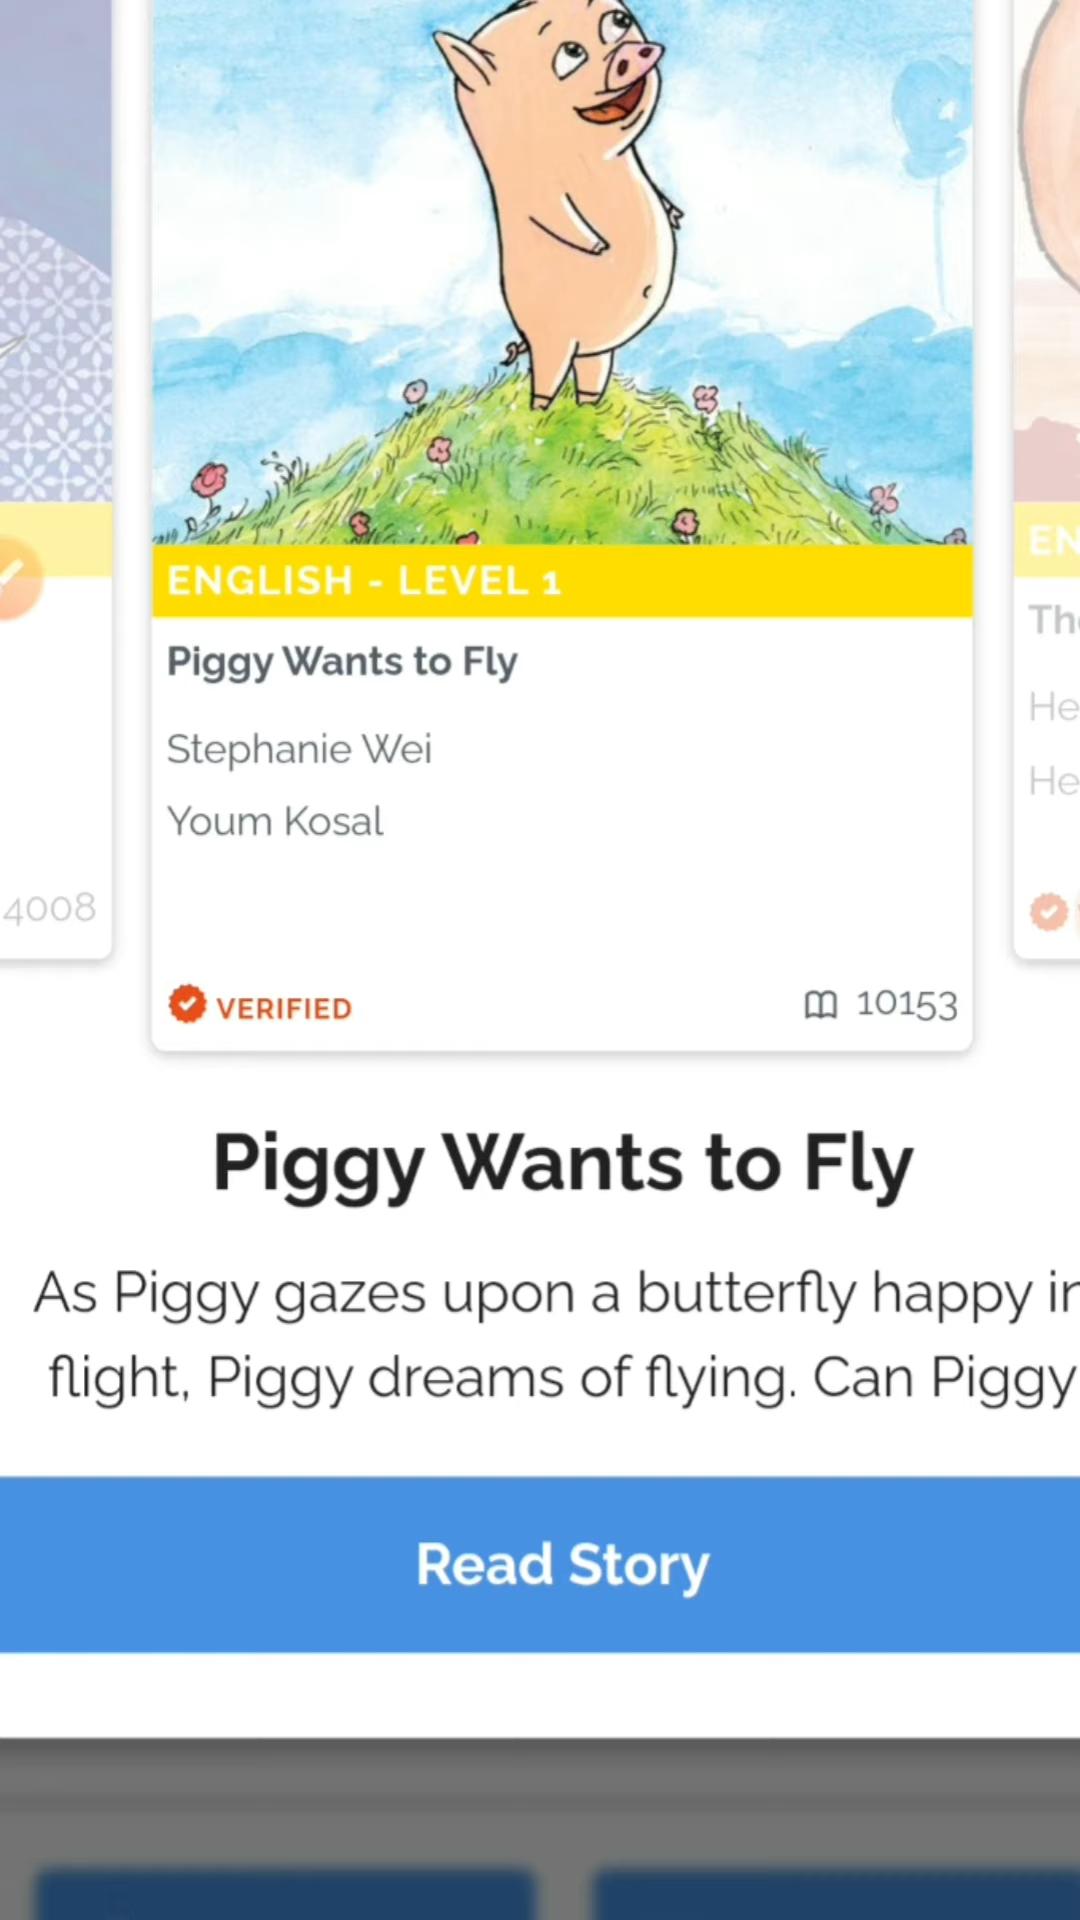 ENGLISH - LEVEL 1
EN
Piggy Wants to Fly
Stephanie Wei
Youm Kosal
4008
VERIFIED
10153
Piggy Wants to Fly
As Piggy gazes upon a butterfly happy in
flight, Piggy dreams of flying. Can Piggy
Read Story